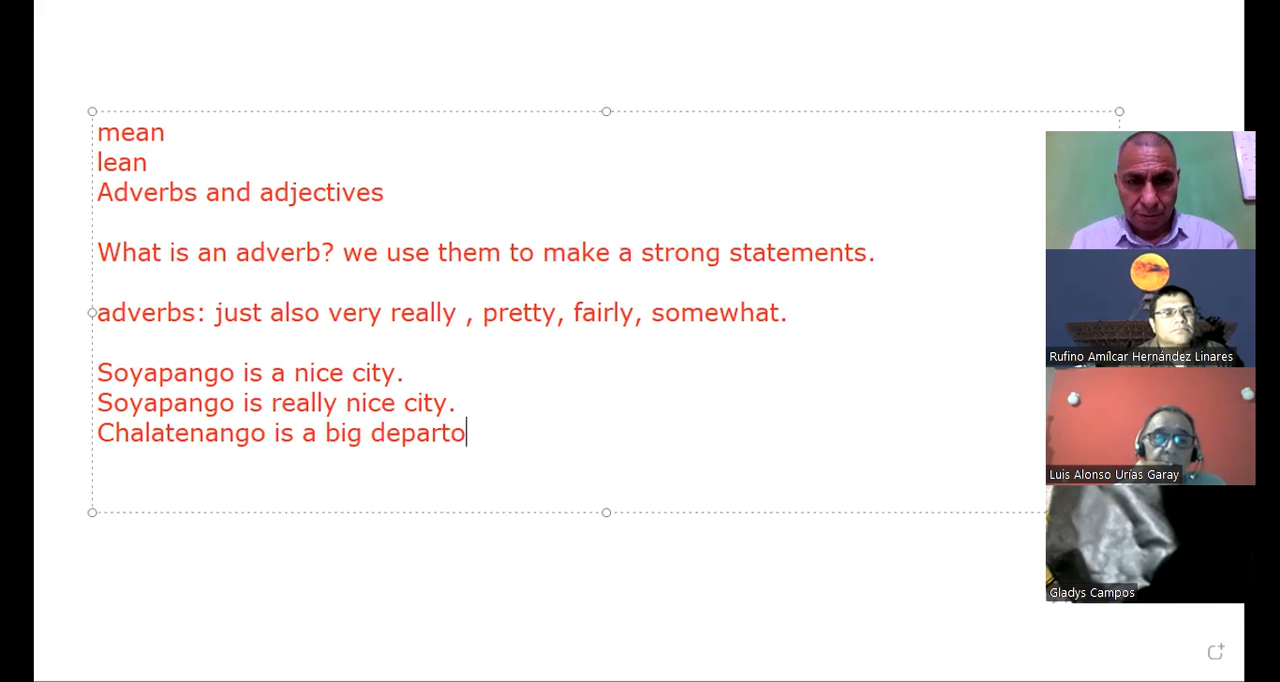 mean
lean
Adverbs and adjectives
What is an adverb? we use them to make a strong statements.
adverbs: just also very really , pretty, fairly, somewhat.
Soyapango is a nice city.
Soyapango is really nice city.
Chalatenango is a big departo
Rufino Amílcar Hernández Linares
Luis Alonso Urías Garay
Gladys Campos